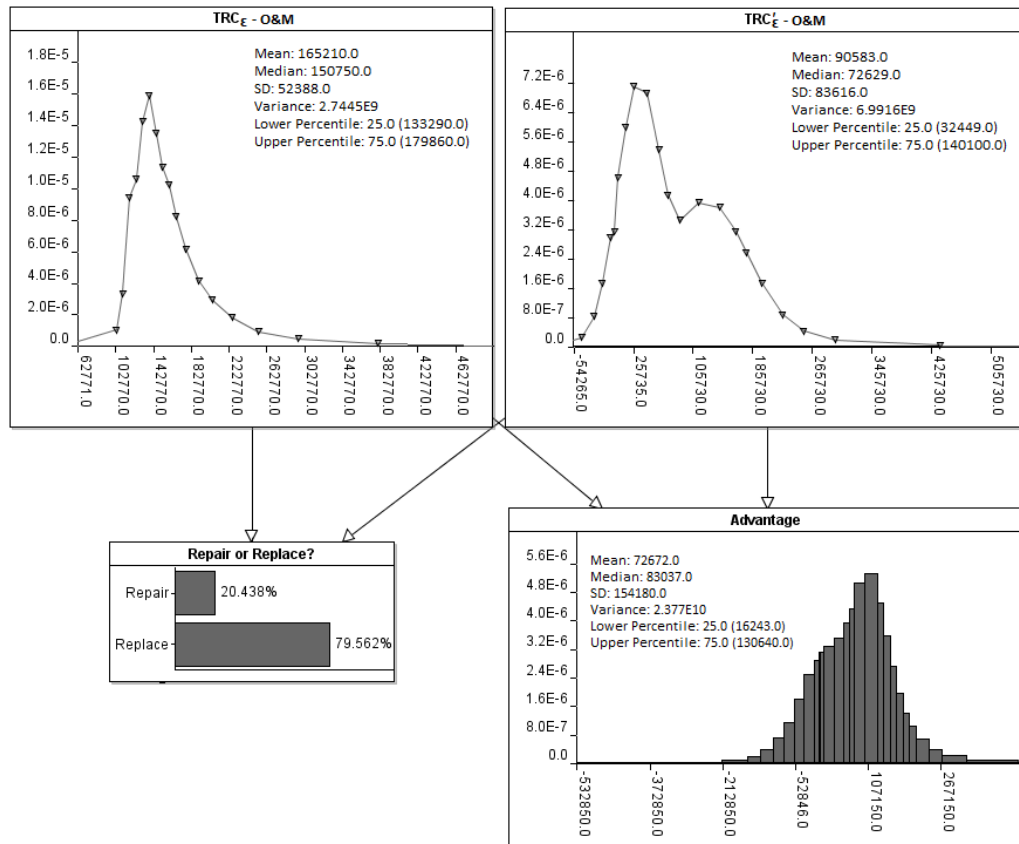 TRCε - O&M
1.8E-5
1.6E-5
1.4E-5
1.2E-5
1.0E-5
8.0E-6
6.0E-6
4.0E-6
2.0E-6
0.0
Mean: 165210.0
Median: 150750.0
SD: 52388.0
Variance: 2.7445E9
Lower Percentile: 25.0 (133290.0)
Upper Percentile: 75.0 (179860.0)
62771.0
102770.0
142770.0
182770.0
222770.0
262770.0
302770.0
342770.0
382770.0
422770.0
462770.0
TRC'ε - O&M
7.2E-6
6.4E-6
5.6E-6
4.8E-6
4.0E-6
3.2E-6
2.4E-6
1.6E-6
8.0E-7
0.0
Mean: 90583.0
Median: 72629.0
SD: 83616.0
Variance: 6.9916E9
Lower Percentile: 25.0 (32449.0)
Upper Percentile: 75.0 (140100.0)
-54265.0
25735.0
105730.0
185730.0
265730.0
345730.0
425730.0
505730.0
Repair or Replace?
Repair
20.438%
Replace
79.562%
Advantage
5.6E-6
4.8E-6
4.0E-6
3.2E-6
2.4E-6
1.6E-6
8.0E-7
0.0
Mean: 72672.0
Median: 83037.0
SD: 154180.0
Variance: 2.377E10
Lower Percentile: 25.0 (16243.0)
Upper Percentile: 75.0 (130640.0)
-532850.0
-372850.0
-212850.0
-52846.0
107150.0
267150.0